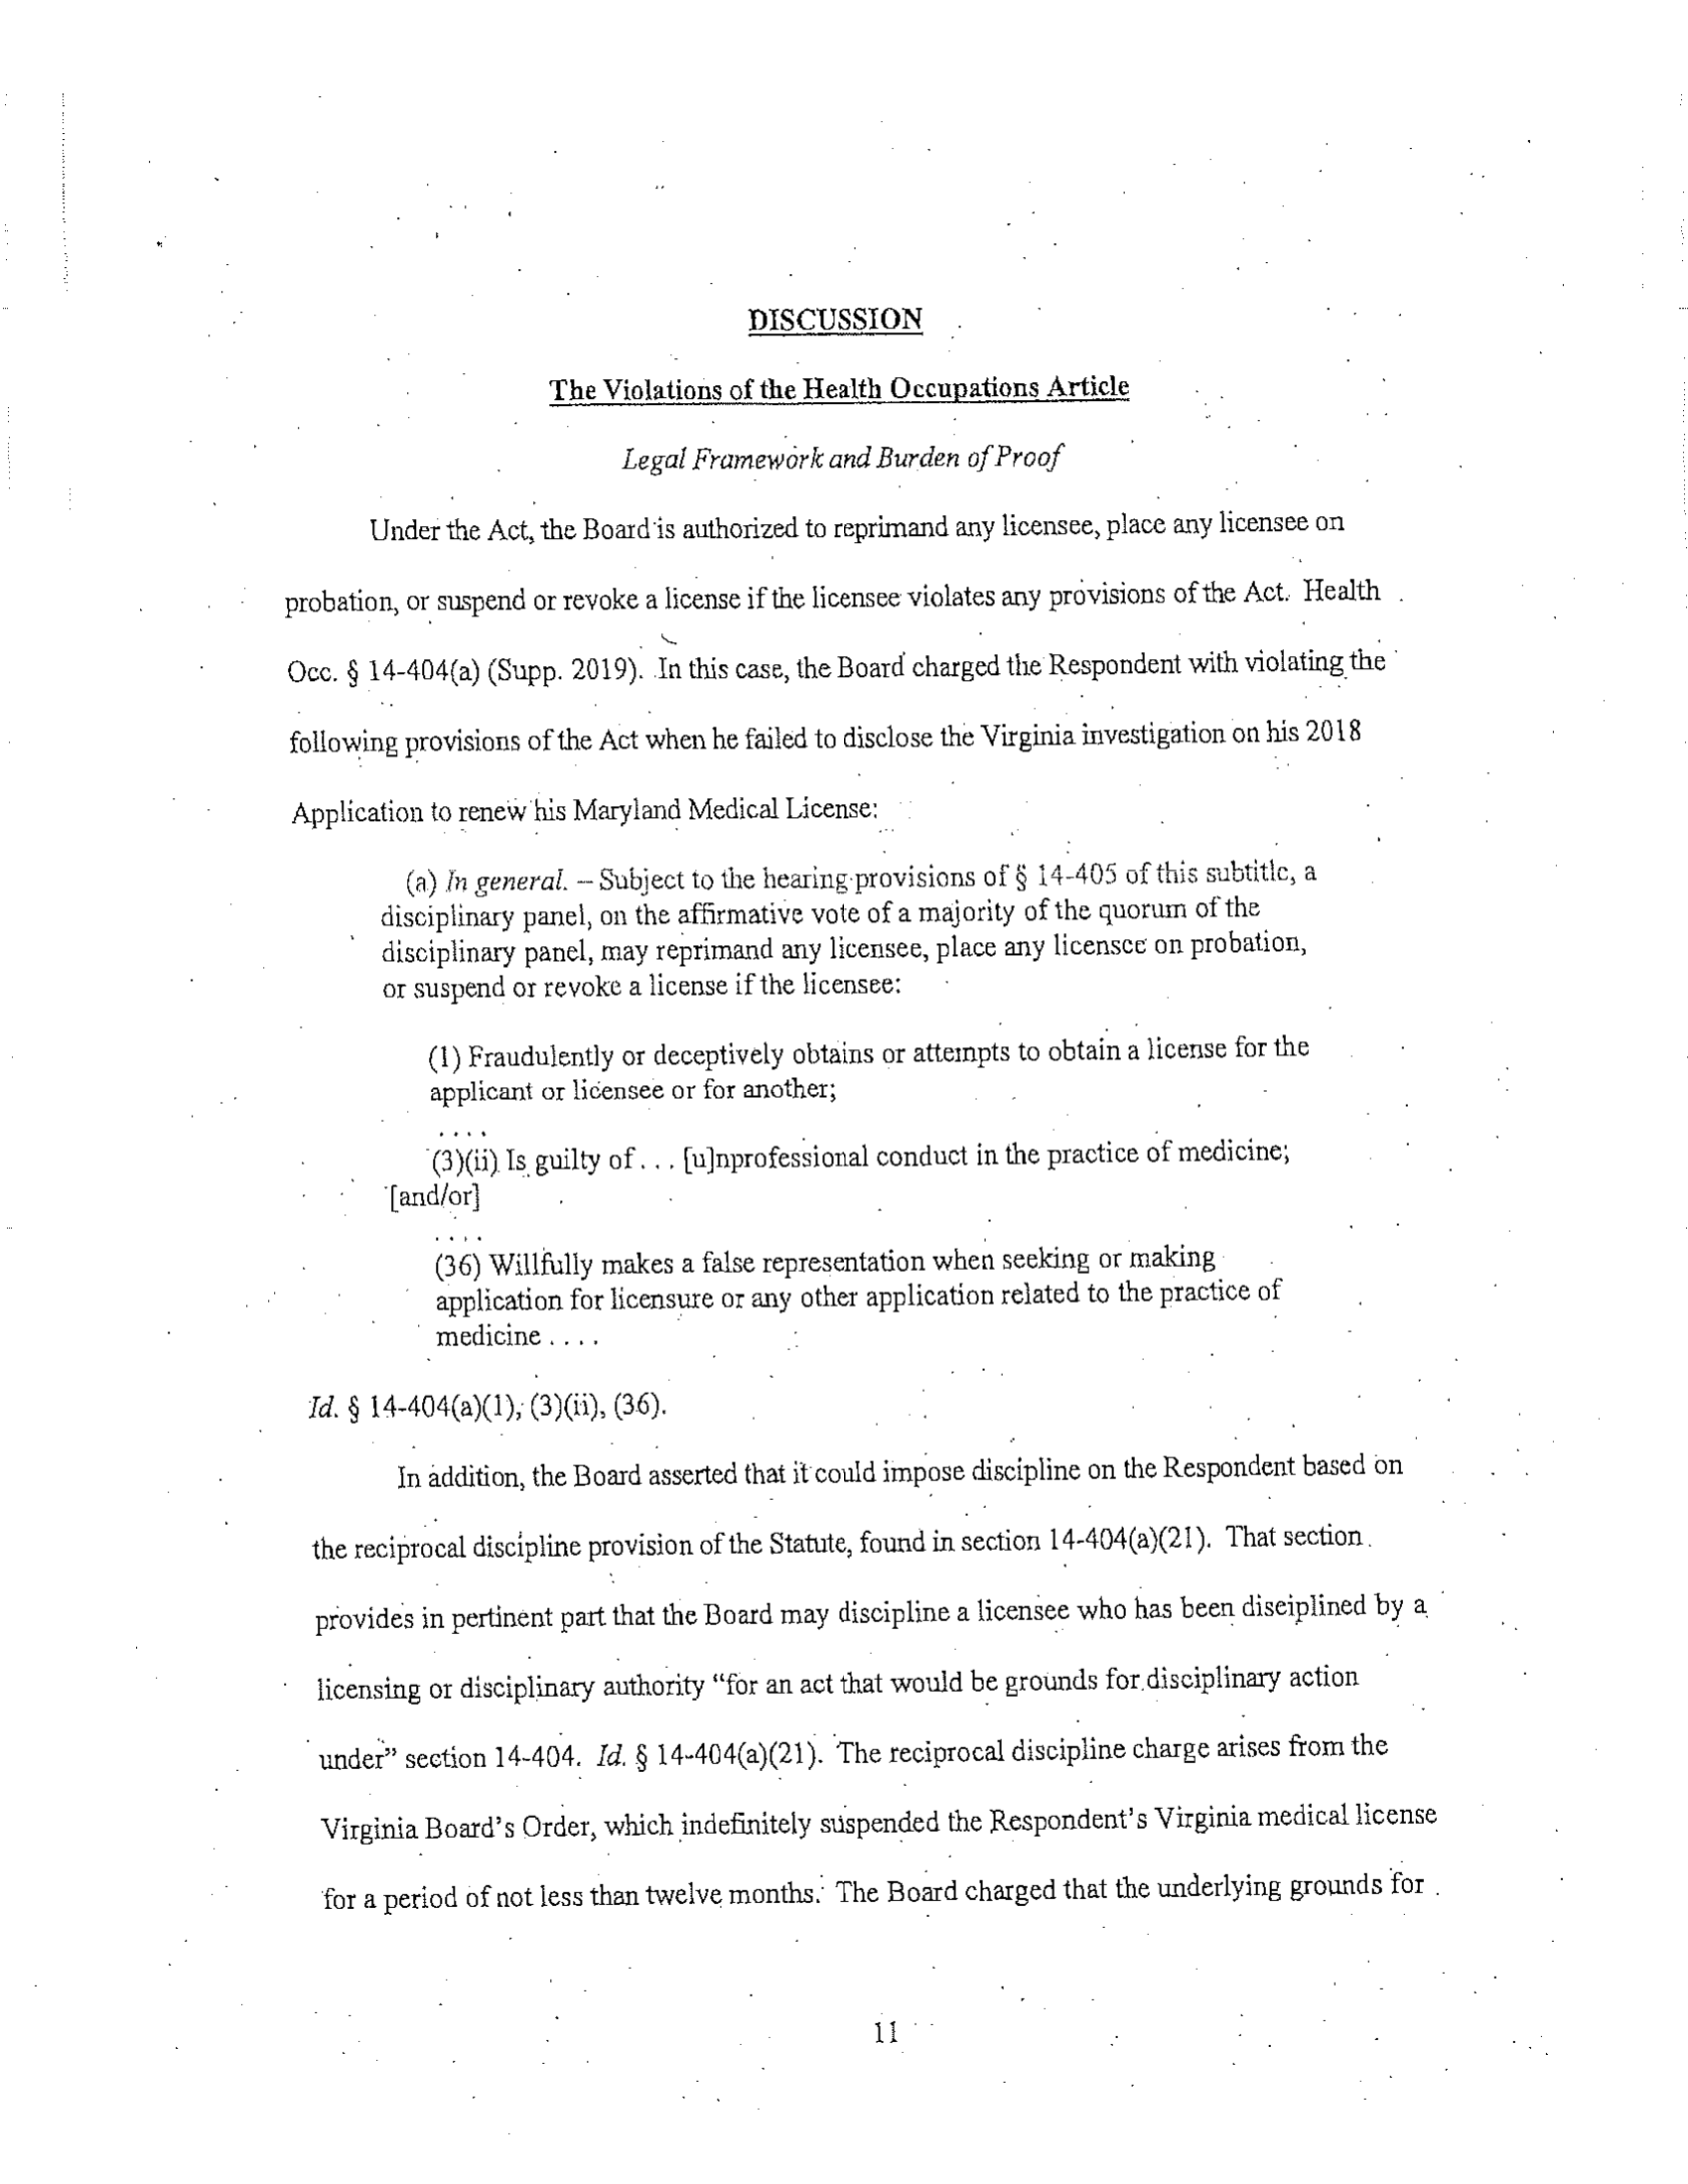 DISCUSSION
The Violations of the Health Occupations Article
Legal Framework and Burden of Proof
Under the Act, the Board is authorized to reprimand any licensee, place any licensee on
probation, or suspend or revoke a license if the licensee violates any provisions of the Act. Health
Occ. § 14-404(a) (Supp. 2019). In this case, the Board charged the Respondent with violating the
following provisions of the Act when he failed to disclose the Virginia investigation on his 2018
Application to renew his Maryland Medical License:
(a) In general. – Subject to the hearing provisions of § 14-405 of this subtitle, a
disciplinary panel, on the affirmative vote of a majority of the quorum of the
disciplinary panel, may reprimand any licensee, place any licensee on probation,
or suspend or revoke a license if the licensee:
(1) Fraudulently or deceptively obtains or attempts to obtain a license for the
applicant or licensee or for another;
. . . .
(3)(ii) Is guilty of . . . [u]nprofessional conduct in the practice of medicine;
[and/or]
. . . .
(36) Willfully makes a false representation when seeking or making
application for licensure or any other application related to the practice of
medicine . . . .
Id. § 14-404(a)(1), (3)(ii), (36).
In addition, the Board asserted that it could impose discipline on the Respondent based on
the reciprocal discipline provision of the Statute, found in section 14-404(a)(21). That section
provides in pertinent part that the Board may discipline a licensee who has been disciplined by a
licensing or disciplinary authority “for an act that would be grounds for disciplinary action
under” section 14-404. Id. § 14-404(a)(21). The reciprocal discipline charge arises from the
Virginia Board’s Order, which indefinitely suspended the Respondent’s Virginia medical license
for a period of not less than twelve months. The Board charged that the underlying grounds for
11